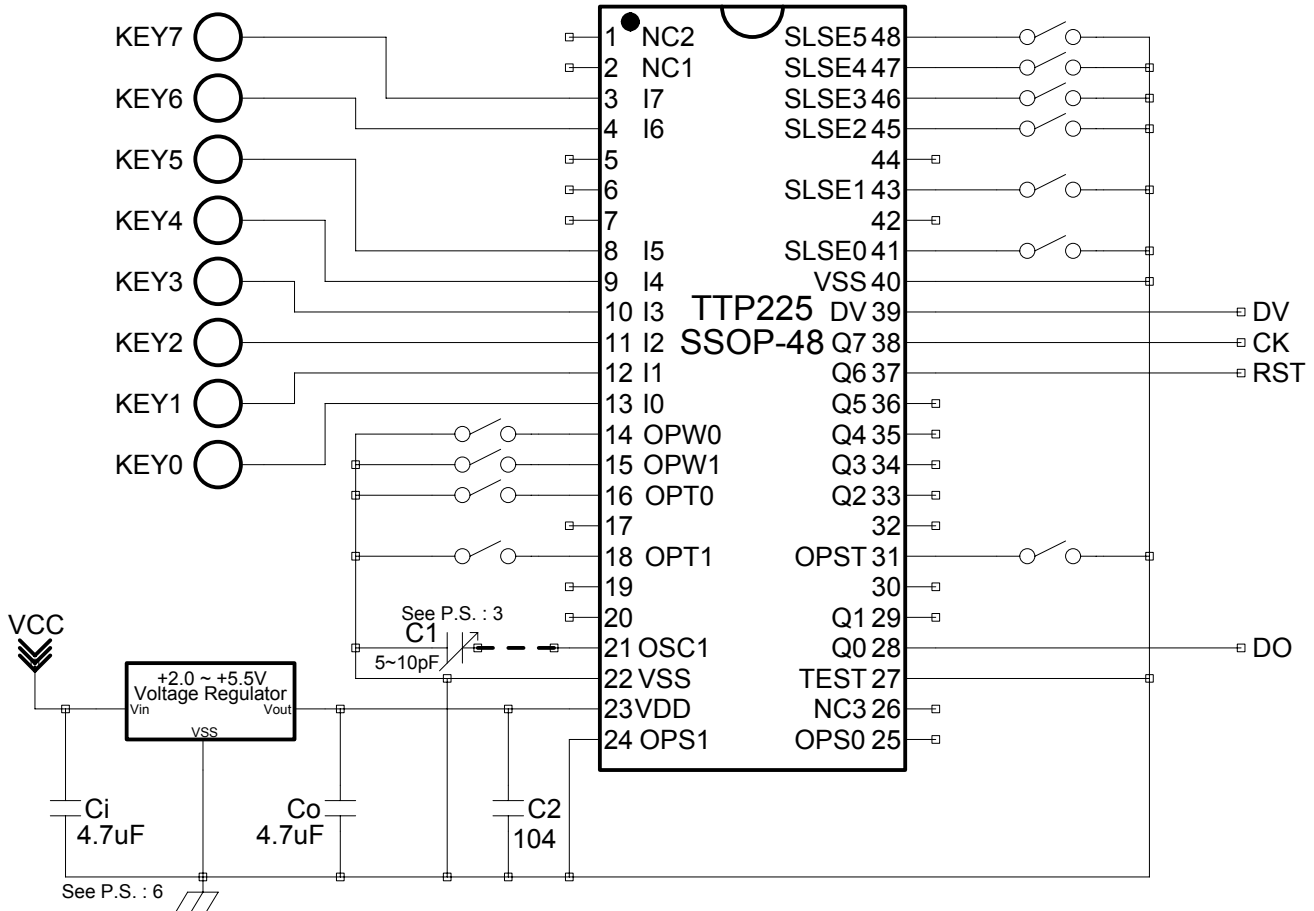 KEY7
KEY6
KEY5
KEY4
KEY3
KEY2
KEY1
KEY0
1 NC2 SLSE5 48
2 NC1 SLSE4 47
3 I7 SLSE3 46
4 I6 SLSE2 45
5 44
6 SLSE1 43
7 42
8 I5 SLSE0 41
9 I4 VSS 40
10 I3 TTP225 DV 39 DV
11 I2 SSOP-48 Q7 38 CK
12 I1 Q6 37 RST
13 I0 Q5 36
14 OPW0 Q4 35
15 OPW1 Q3 34
16 OPT0 Q2 33
17 32
18 OPT1 OPST 31
19 30
20 Q1 29
21 OSC1 Q0 28 DO
22 VSS TEST 27
23 VDD NC3 26
24 OPS1 OPS0 25
See P.S. : 3
C1
5~10pF
VCC
+2.0 ~ +5.5V
Voltage Regulator
Vin Vout
VSS
Ci
4.7uF
Co
4.7uF
C2
104
See P.S. : 6